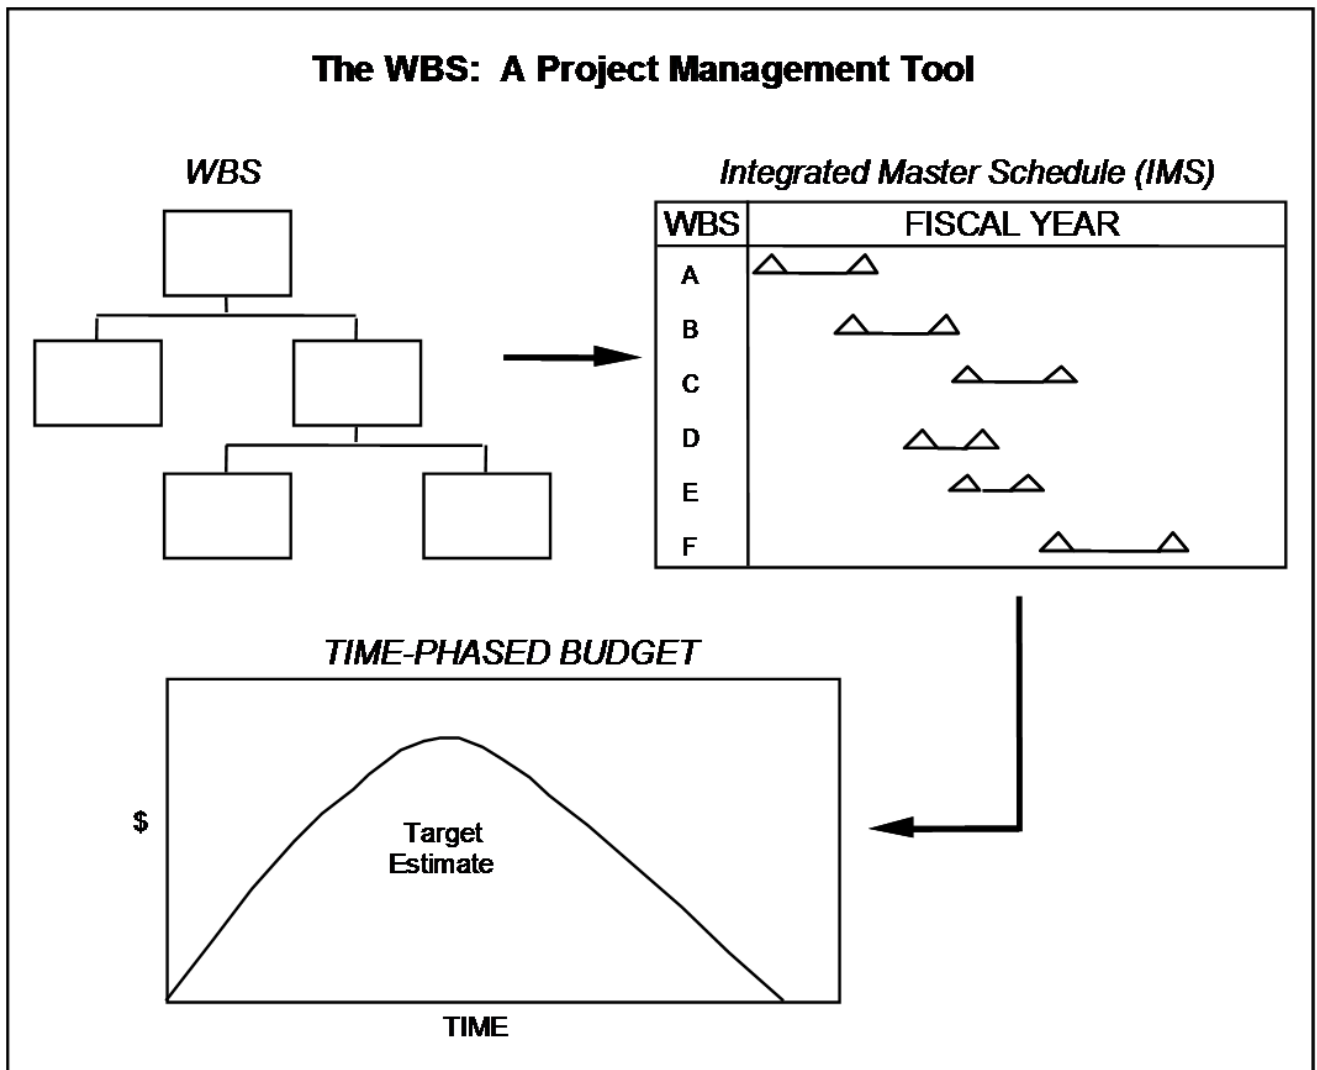 The WBS: A Project Management Tool
WBS
Integrated Master Schedule (IMS)
WBS FISCAL YEAR
A
B
C
D
E
F
TIME-PHASED BUDGET
$
Target
Estimate
TIME